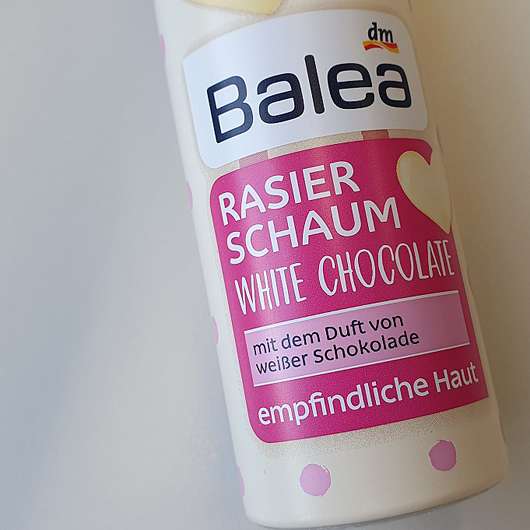 dm
Balea
RASIER
SCHAUM
WHITE CHOCOLATE
mit dem Duft von
weißer Schokolade
empfindliche Haut